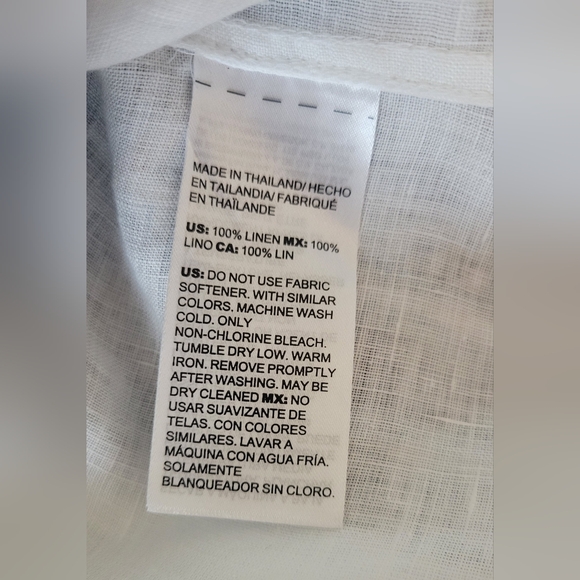 MADE IN THAILAND/ HECHO
EN TAILANDIA/ FABRIQUÉ
EN THAÏLANDE
US: 100% LINEN MX: 100%
LINO CA: 100% LIN
US: DO NOT USE FABRIC
SOFTENER. WITH SIMILAR
COLORS. MACHINE WASH
COLD. ONLY
NON-CHLORINE BLEACH.
TUMBLE DRY LOW. WARM
IRON. REMOVE PROMPTLY
AFTER WASHING. MAY BE
DRY CLEANED MX: NO
USAR SUAVIZANTE DE
TELAS. CON COLORES
SIMILARES. LAVAR A
MÁQUINA CON AGUA FRÍA.
SOLAMENTE
BLANQUEADOR SIN CLORO.